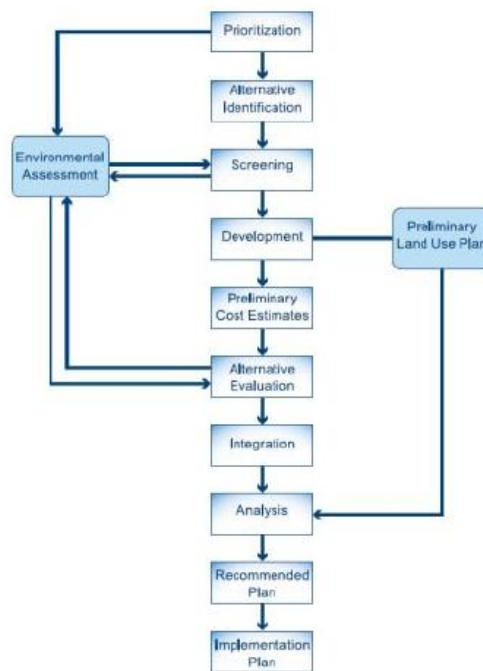 Prioritization
Alternative
Identification
Environmental
Assessment
Screening
Development
Preliminary
Land Use Plan
Preliminary
Cost Estimates
Alternative
Evaluation
Integration
Analysis
Recommended
Plan
Implementation
Plan